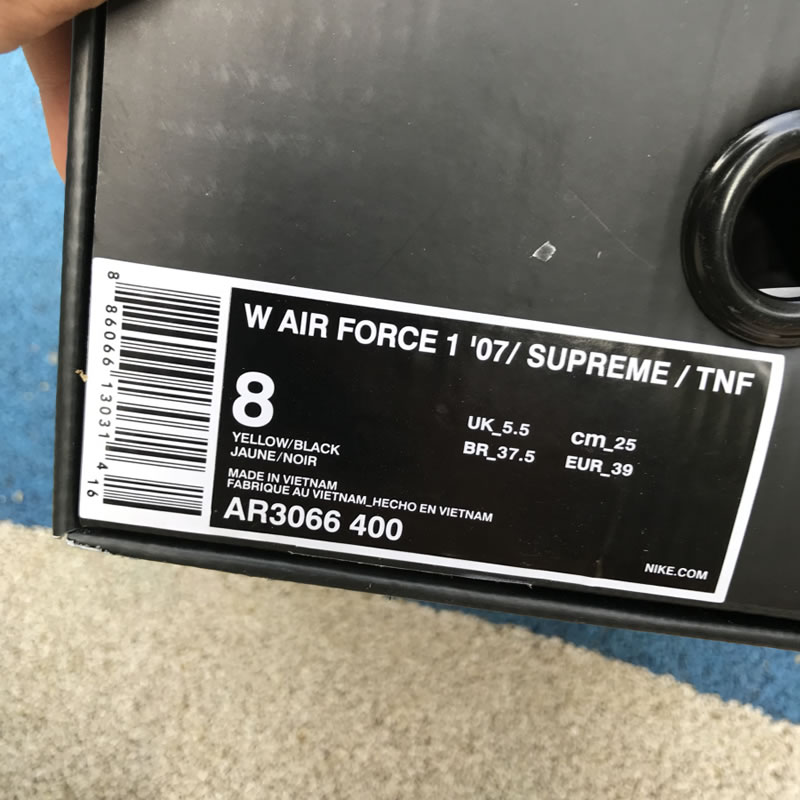 W AIR FORCE 1 '07/ SUPREME / TNF
8
YELLOW/BLACK
JAUNE/NOIR
UK_5.5
cm_25
BR_37.5
EUR_39
MADE IN VIETNAM
FABRIQUE AU VIETNAM_HECHO EN VIETNAM
AR3066 400
NIKE.COM
8 86066 13031 4 16